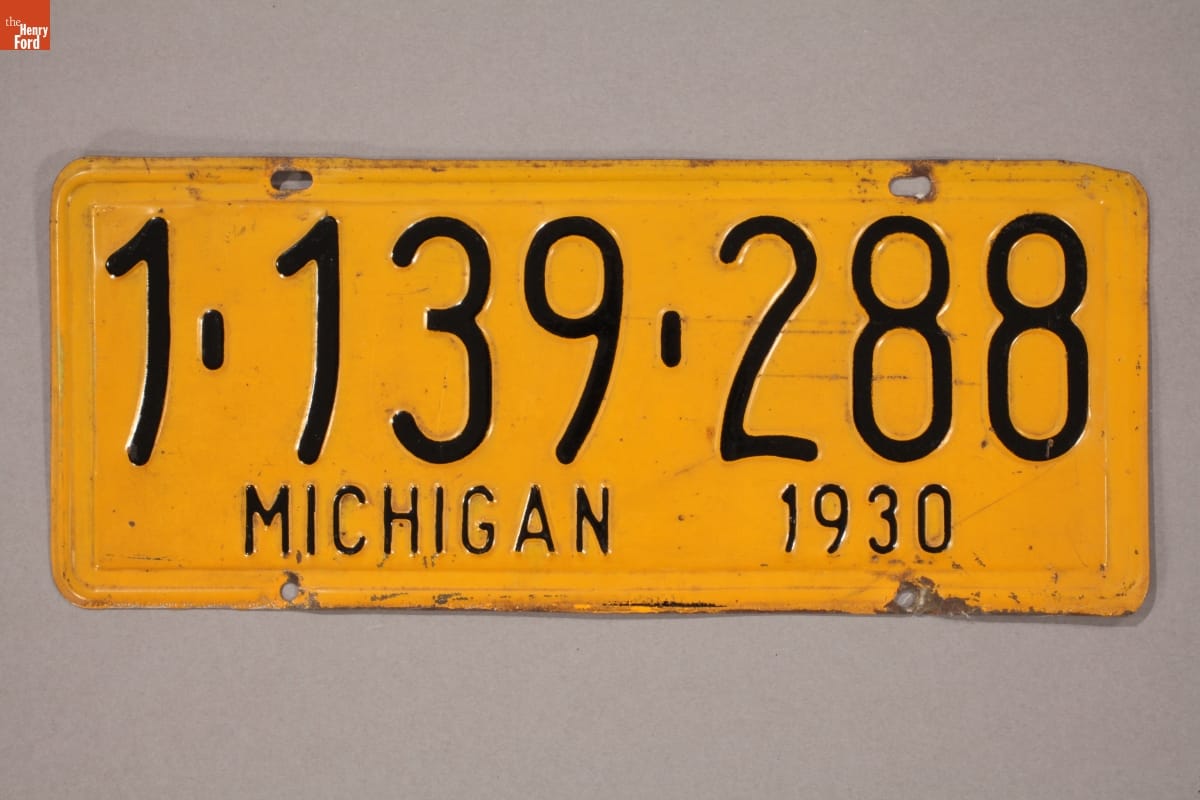 the
Henry
Ford
1-139-288
MICHIGAN 1930